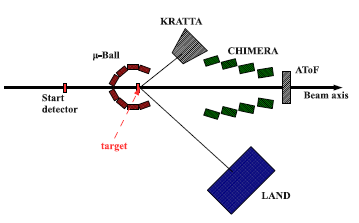 KRATTA
μ-Ball
CHIMERA
AToF
Start
detector
Beam axis
target
LAND